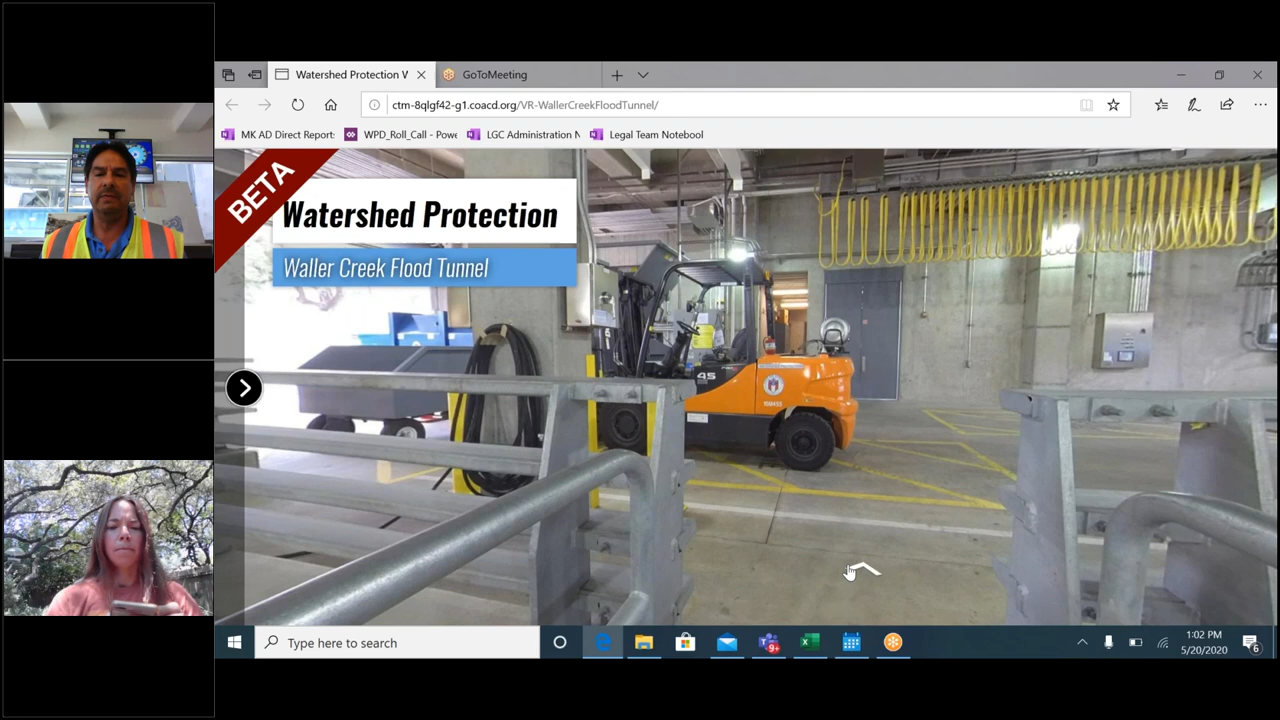 Watershed Protection W
GoToMeeting
ctm-8qlgf42-g1.coacd.org/VR-WallerCreekFloodTunnel/
MK AD Direct Report:
WPD_Roll_Call - Powe
LGC Administration N
Legal Team Notebool
BETA
Watershed Protection
Waller Creek Flood Tunnel
45
Type here to search
9+
1:02 PM
5/20/2020
6